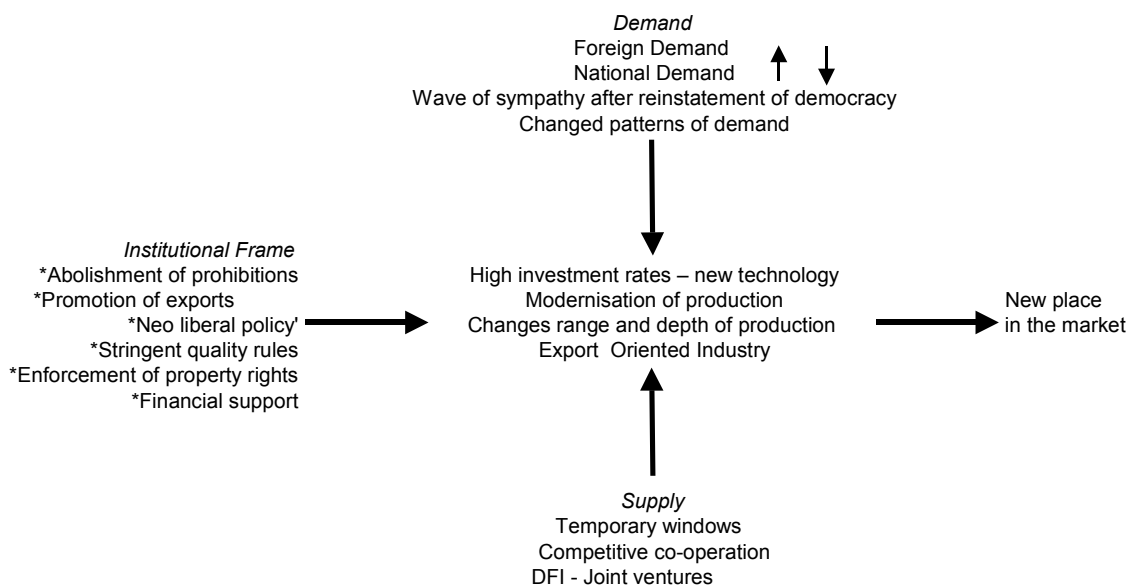 Demand
Foreign Demand
National Demand
Wave of sympathy after reinstatement of democracy
Changed patterns of demand
Institutional Frame
*Abolishment of prohibitions
*Promotion of exports
*Neo liberal policy'
*Stringent quality rules
*Enforcement of property rights
*Financial support
High investment rates – new technology
Modernisation of production
Changes range and depth of production
Export Oriented Industry
New place
in the market
Supply
Temporary windows
Competitive co-operation
DFI - Joint ventures